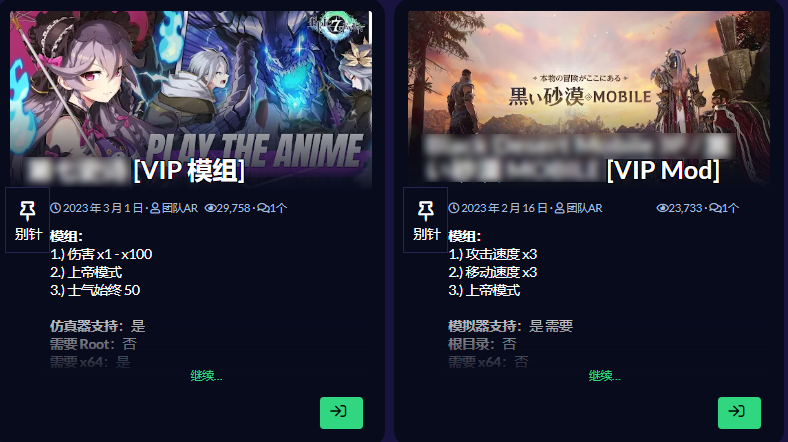 Epic 7even
PLAY THE ANIME
[VIP 模组]
别针
2023 年 3 月 1 日 · 团队AR 29,758 · 1个
模组:
1.) 伤害 x1 - x100
2.) 上帝模式
3.) 士气始终 50
仿真器支持：是
需要 Root：否
需要 x64：是
继续...
本物の冒険がここにある
黒い砂漠 MOBILE
[VIP Mod]
别针
2023 年 2 月 16 日 · 团队AR 23,733 · 1个
模组:
1.) 攻击速度 x3
2.) 移动速度 x3
3.) 上帝模式
模拟器支持：是 需要
根目录：否
需要 x64：否
继续...